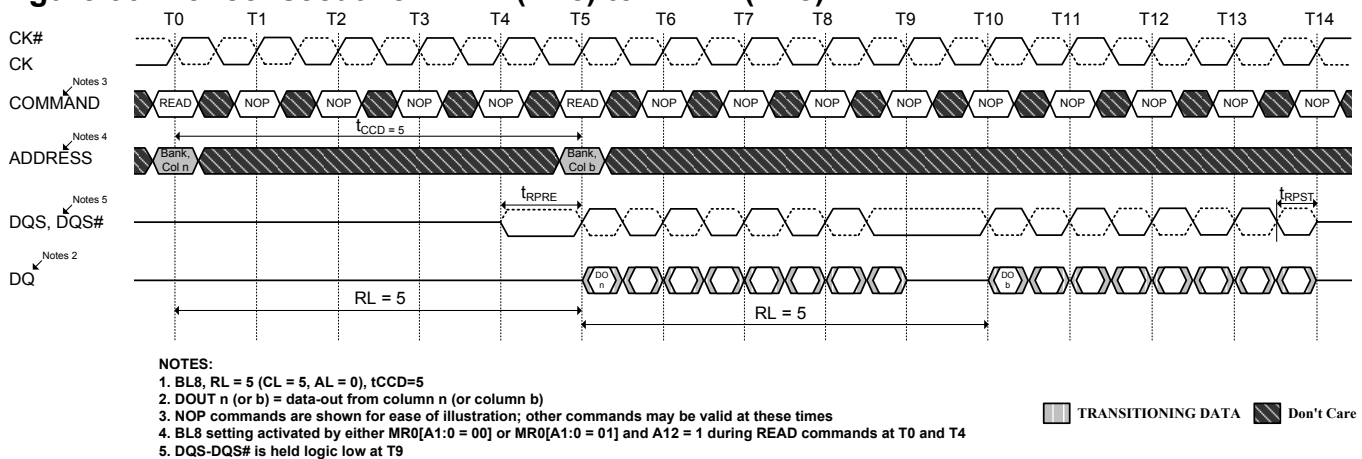 T0 T1 T2 T3 T4 T5 T6 T7 T8 T9 T10 T11 T12 T13 T14
CK#
CK
Notes 3
COMMAND
READ NOP NOP NOP NOP READ NOP NOP NOP NOP NOP NOP NOP NOP NOP
tCCD = 5
Notes 4
ADDRESS
Bank, Col n
Bank, Col b
tRPRE
tRPST
Notes 5
DQS, DQS#
Notes 2
DQ
DO n
DO b
RL = 5
RL = 5
NOTES:
1. BL8, RL = 5 (CL = 5, AL = 0), tCCD=5
2. DOUT n (or b) = data-out from column n (or column b)
3. NOP commands are shown for ease of illustration; other commands may be valid at these times
4. BL8 setting activated by either MR0[A1:0 = 00] or MR0[A1:0 = 01] and A12 = 1 during READ commands at T0 and T4
5. DQS-DQS# is held logic low at T9
TRANSITIONING DATA
Don't Care